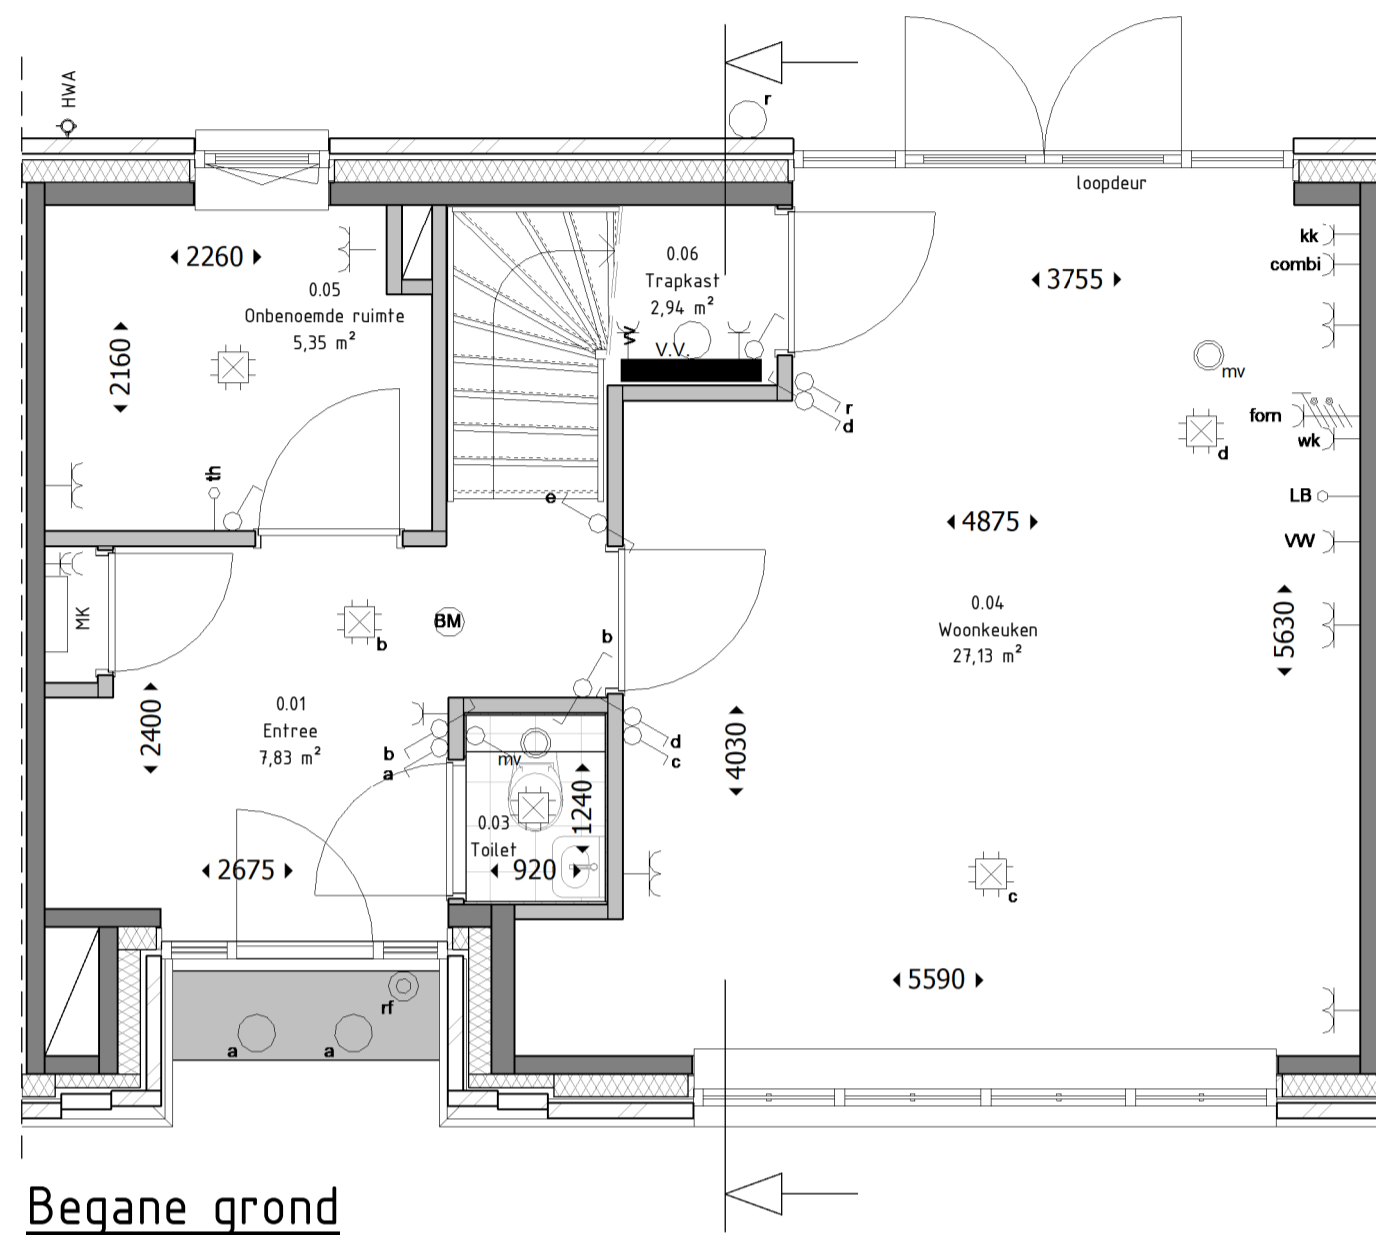 HWA
r
loopdeur
kk
combi
2260
0.05
Onbenoemde ruimte
5,35 m²
0.06
Trapkast
2,94 m²
3755
2160
vv
V.V.
mv
r
d
forn
wk
d
th
e
LB
4875
VW
MK
b
BM
b
0.04
Woonkeuken
27,13 m²
5630
2400
0.01
Entree
7,83 m²
b
a
mv
d
c
4030
1240
0.03
Toilet
2675
920
c
5590
rf
a
a
Begane grond